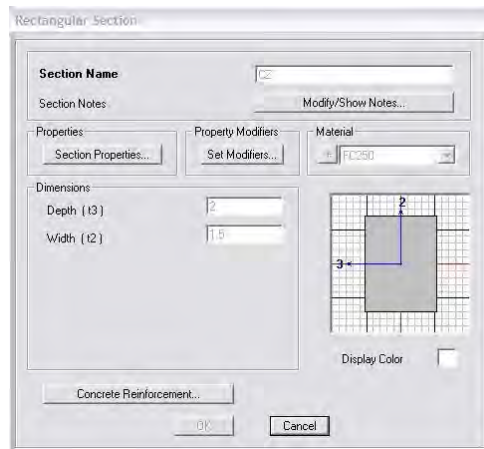 Rectangular Section
Section Name C2
Section Notes Modify/Show Notes...
Properties Property Modifiers Material
Section Properties... Set Modifiers... + FC250
Dimensions
Depth ( t3 ) 2
Width ( t2 ) 1.5
2
3
Display Color
Concrete Reinforcement...
OK Cancel